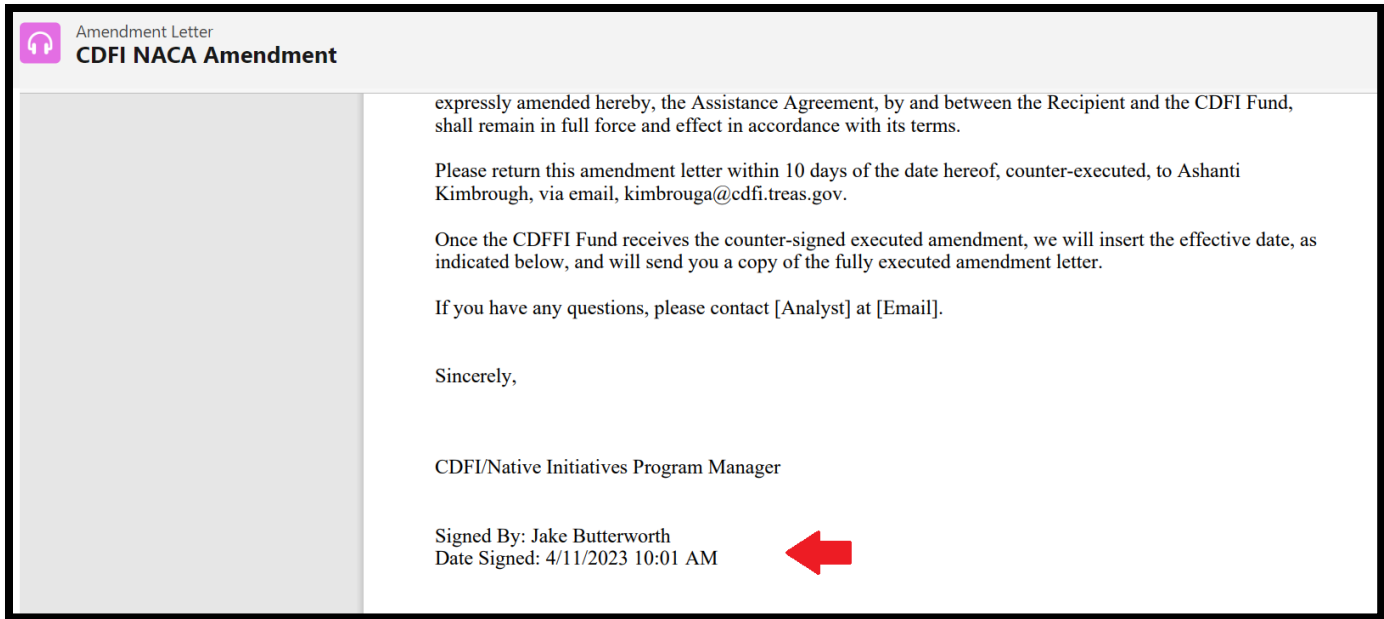 Amendment Letter
CDFI NACA Amendment
expressly amended hereby, the Assistance Agreement, by and between the Recipient and the CDFI Fund,
shall remain in full force and effect in accordance with its terms.
Please return this amendment letter within 10 days of the date hereof, counter-executed, to Ashanti
Kimbrough, via email, kimbrouga@cdfi.treas.gov.
Once the CDFFI Fund receives the counter-signed executed amendment, we will insert the effective date, as
indicated below, and will send you a copy of the fully executed amendment letter.
If you have any questions, please contact [Analyst] at [Email].
Sincerely,
CDFI/Native Initiatives Program Manager
Signed By: Jake Butterworth
Date Signed: 4/11/2023 10:01 AM